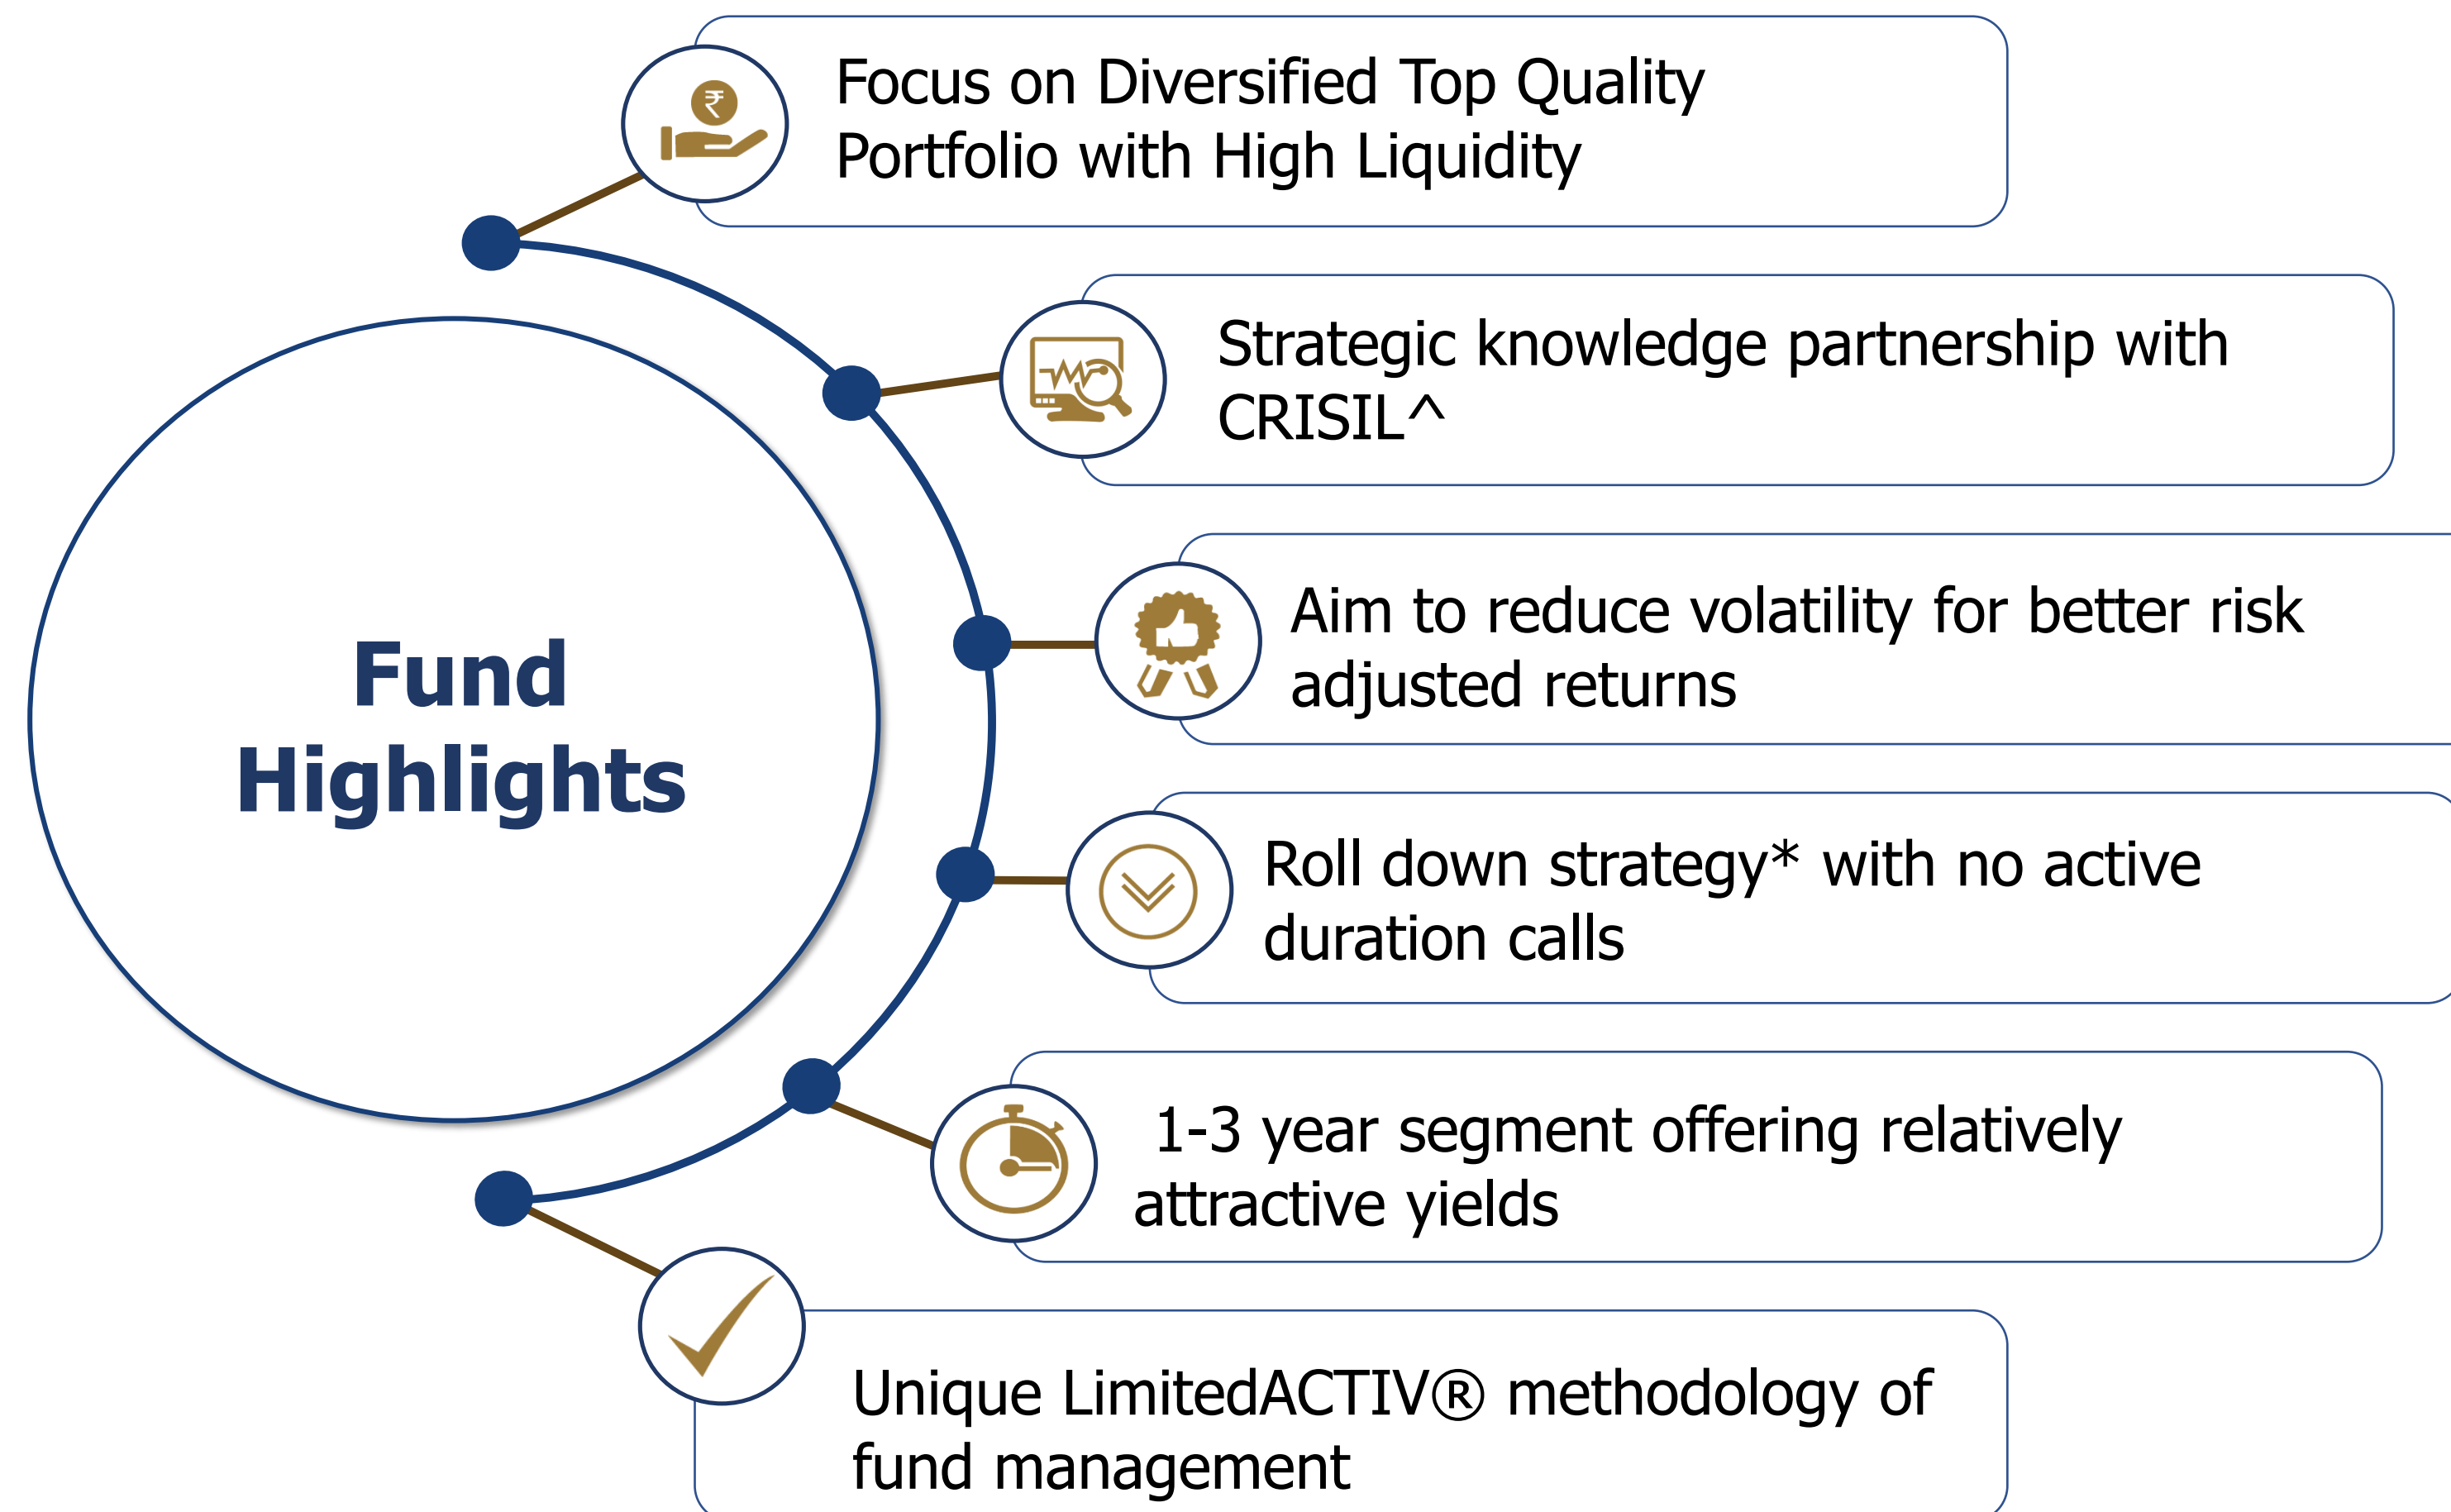 Focus on Diversified Top Quality
Portfolio with High Liquidity
Strategic knowledge partnership with
CRISIL^
Fund
Highlights
Aim to reduce volatility for better risk
adjusted returns
Roll down strategy* with no active
duration calls
1-3 year segment offering relatively
attractive yields
Unique LimitedACTIV® methodology of
fund management